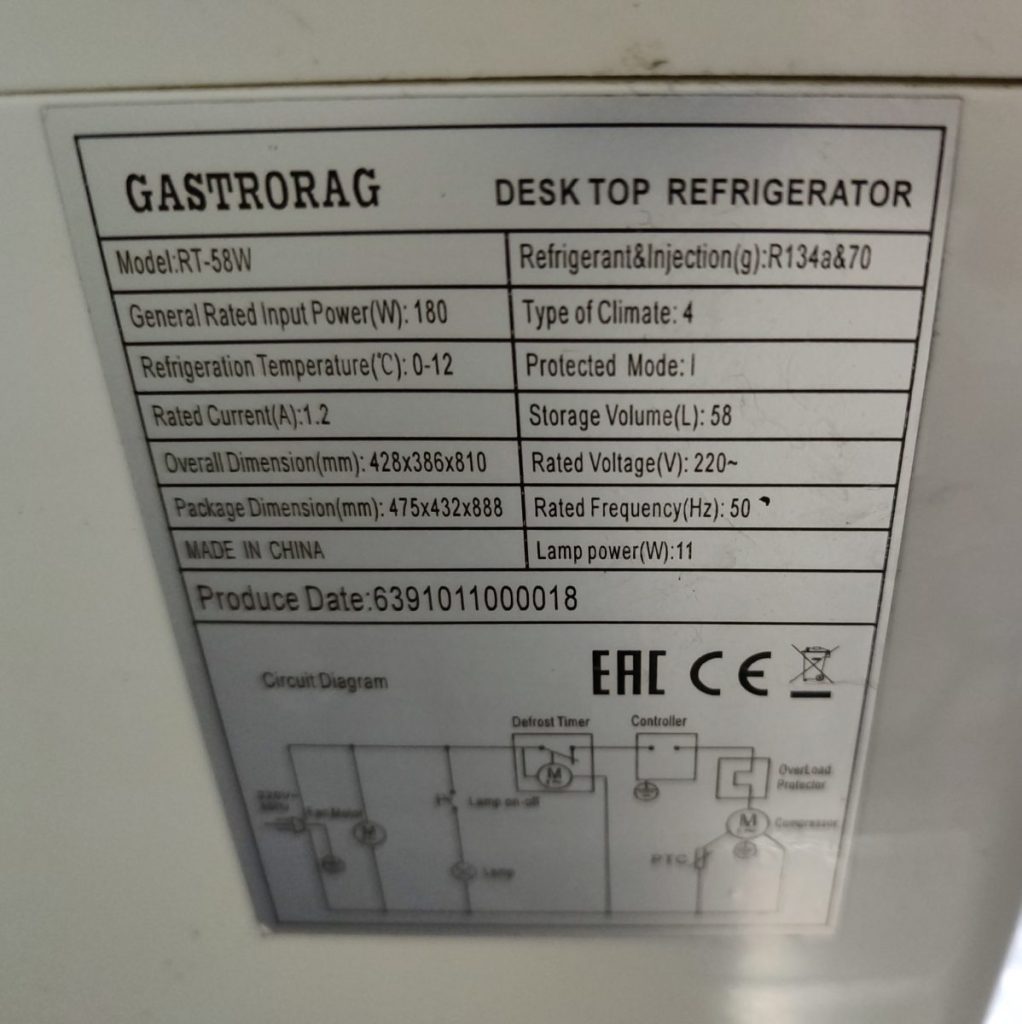 GASTRORAG DESK TOP REFRIGERATOR
Model:RT-58W Refrigerant&Injection(g):R134a&70
General Rated Input Power(W): 180 Type of Climate: 4
Refrigeration Temperature(℃): 0-12 Protected Mode: I
Rated Current(A):1.2 Storage Volume(L): 58
Overall Dimension(mm): 428x386x810 Rated Voltage(V): 220~
Package Dimension(mm): 475x432x888 Rated Frequency(Hz): 50
MADE IN CHINA Lamp power(W):11
Produce Date:6391011000018
EAC CE
Circuit Diagram
Defrost Timer Controller
M
OverLoad
Protector
Lamp on-off
Fan Motor
M
M
Compressor
PTC
Lamp